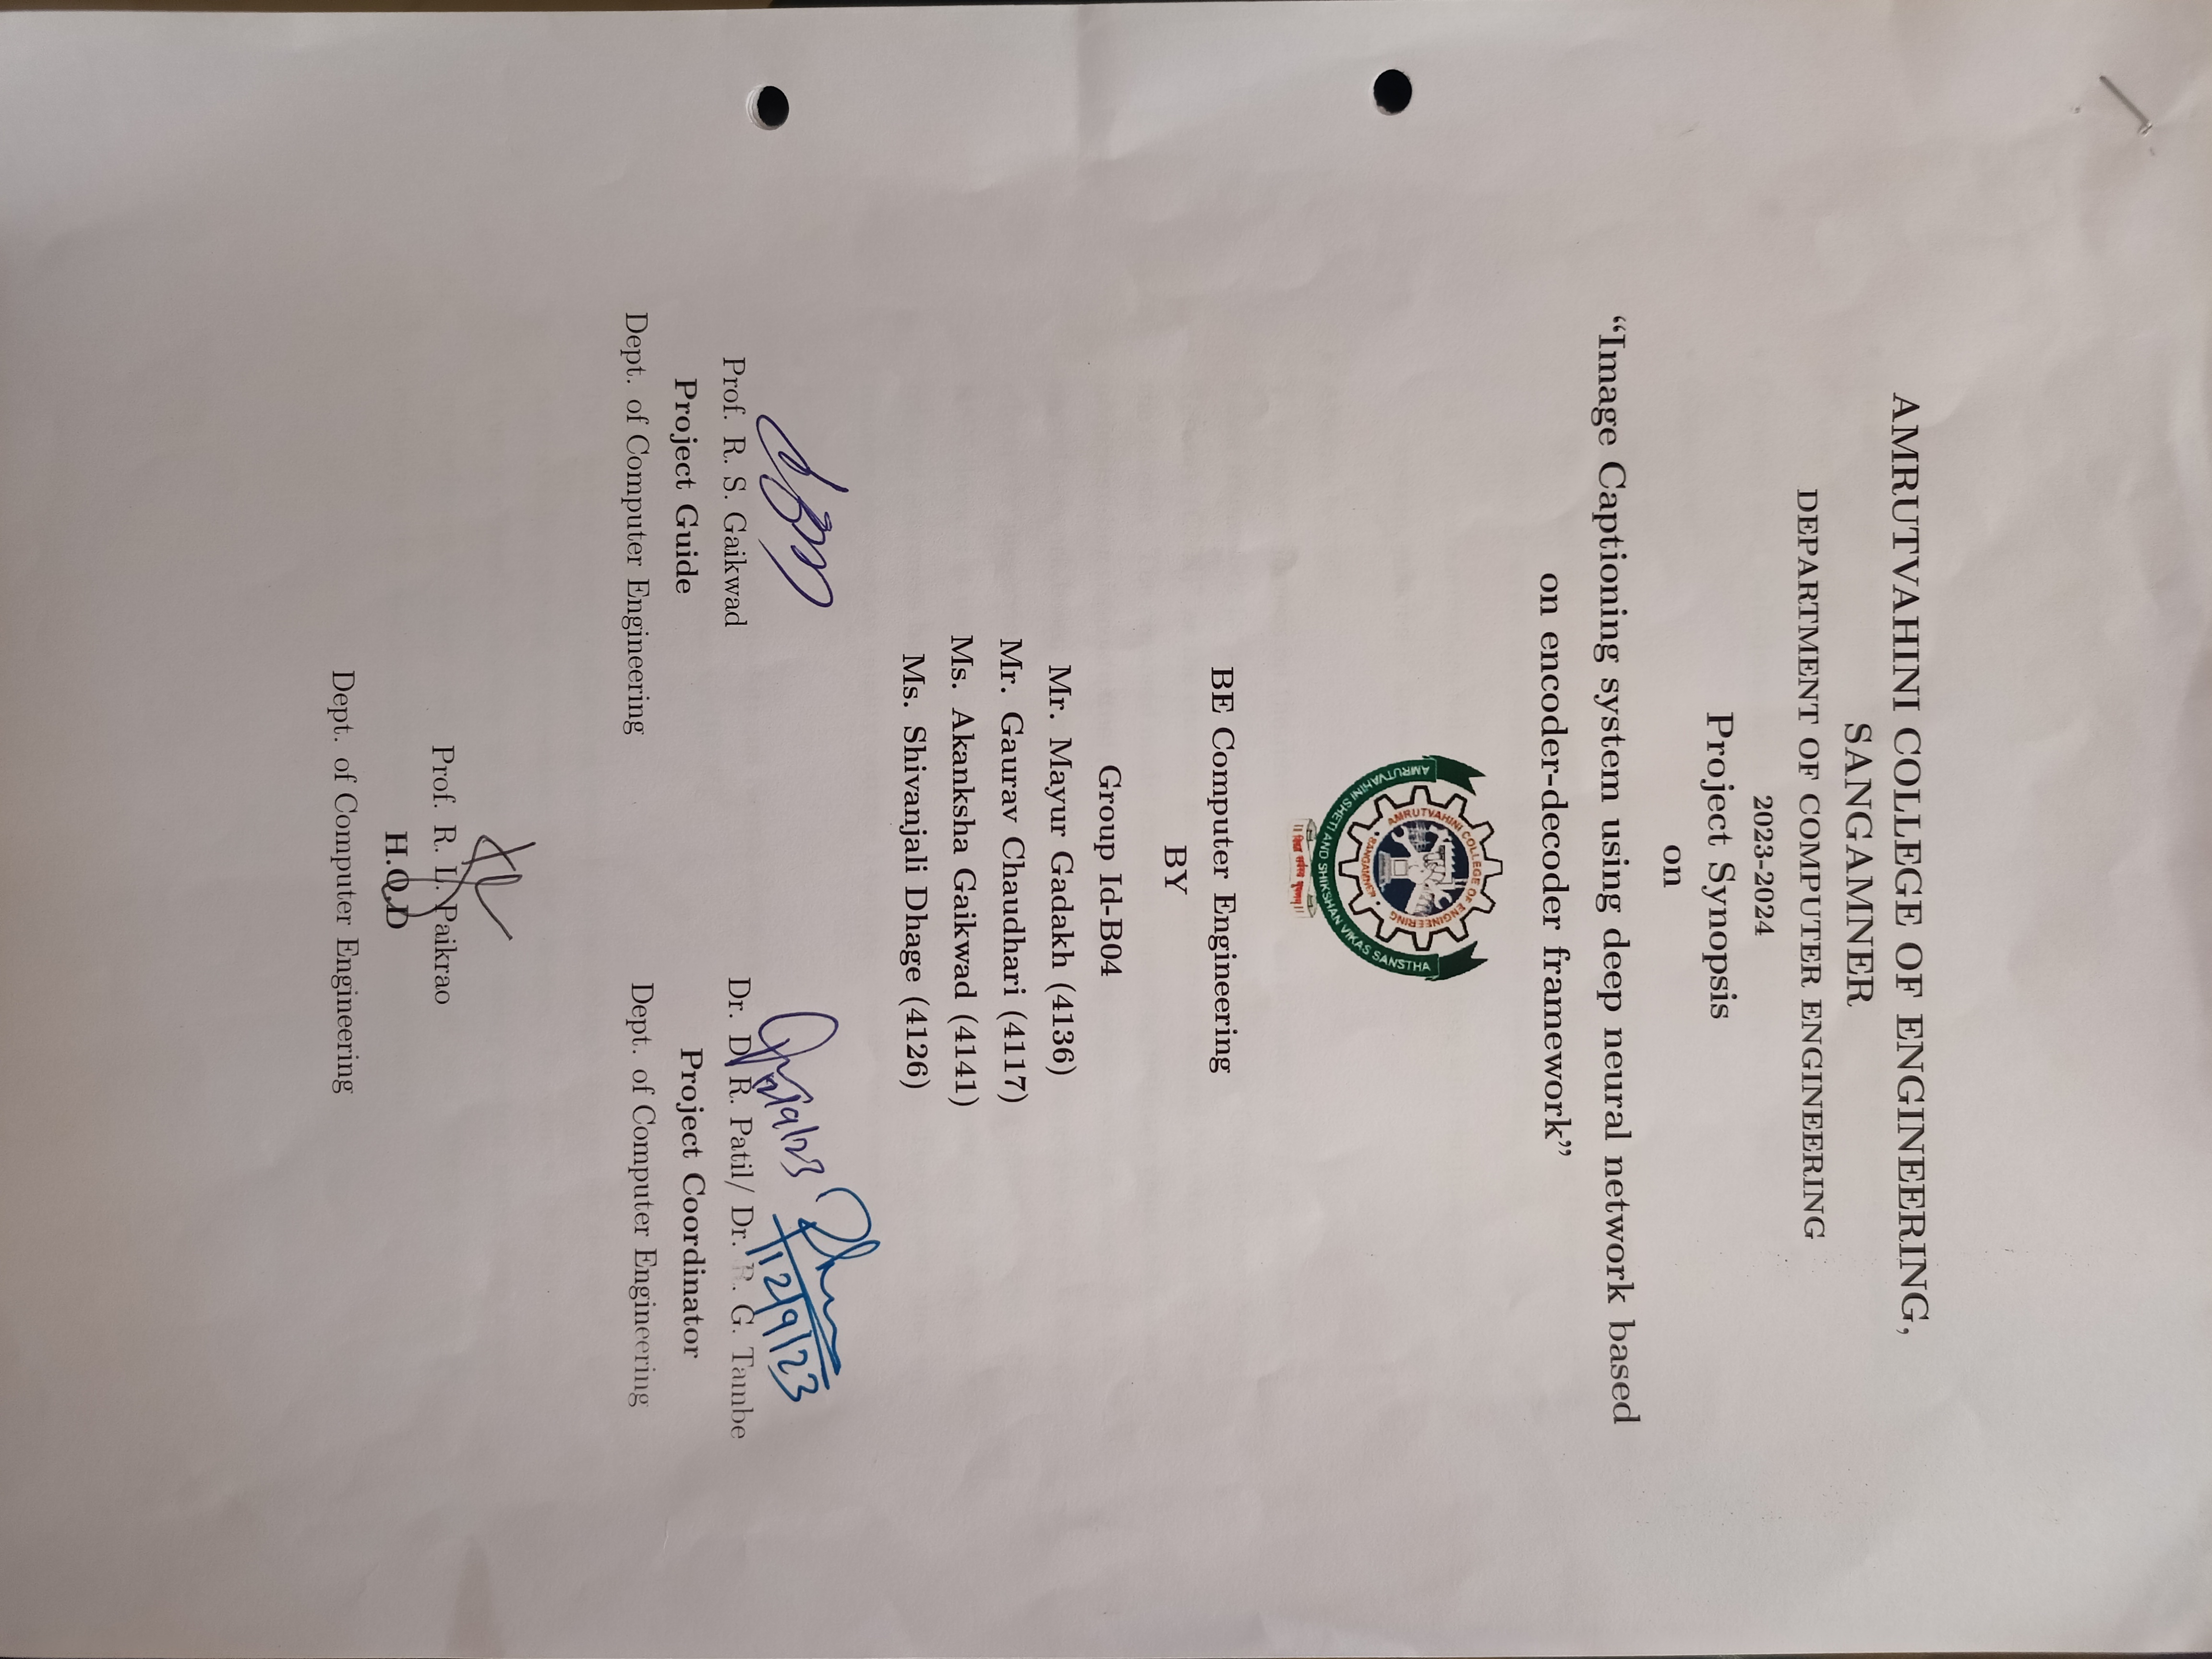 AMRUTVAHINI COLLEGE OF ENGINEERING,
SANGAMNER
DEPARTMENT OF COMPUTER ENGINEERING
2023-2024
Project Synopsis
on
“Image Captioning system using deep neural network based
on encoder-decoder framework”
AMRUTVAHINI COLLEGE OF ENGINEERING
SANGAMNER
AMRUTVAHINI SHETI AND SHIKSHAN VIKAS SANSTHA
BE Computer Engineering
BY
Group Id-B04
Mr. Mayur Gadakh (4136)
Mr. Gaurav Chaudhari (4117)
Ms. Akanksha Gaikwad (4141)
Ms. Shivanjali Dhage (4126)
12/9/23
Prof. R. S. Gaikwad
Project Guide
Dept. of Computer Engineering
Dr. D. R. Patil/ Dr. R. G. Tambe
Project Coordinator
Dept. of Computer Engineering
Prof. R. L. Paikrao
H.O.D
Dept. of Computer Engineering